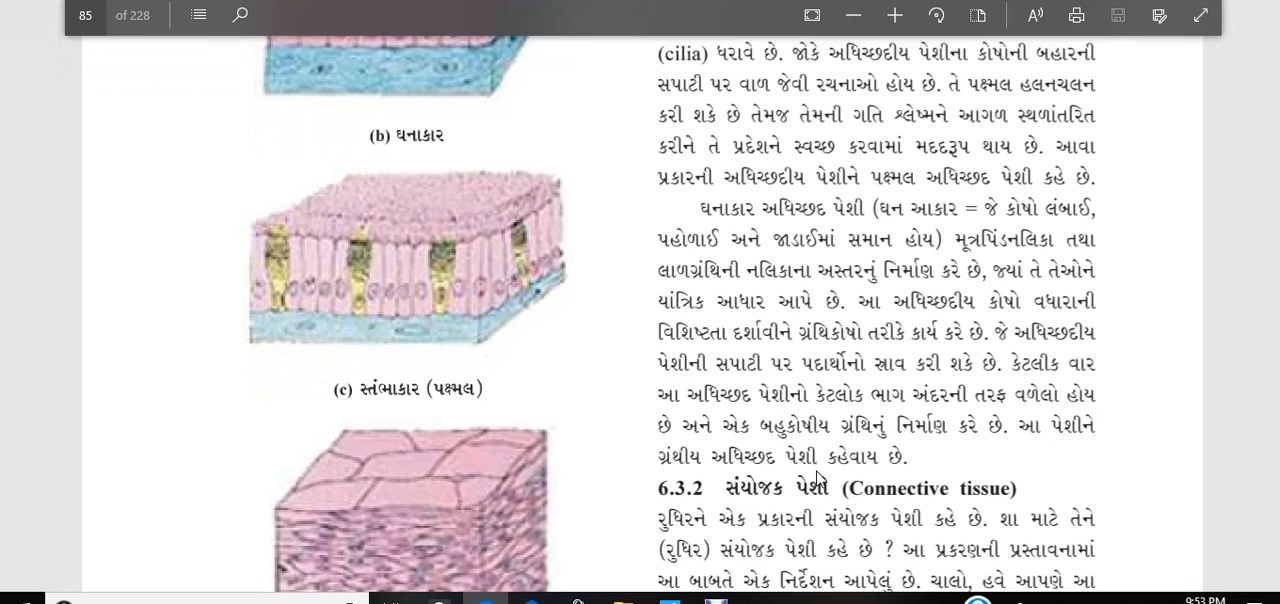 85 of 228
(b) ઘનાકાર
(c) સ્તંભાકાર (પક્ષ્મલ)
(cilia) ધરાવે છે. જોકે અધિચ્છદીય પેશીના કોષોની બહારની
સપાટી પર વાળ જેવી રચનાઓ હોય છે. તે પક્ષ્મલ હલનચલન
કરી શકે છે તેમજ તેમની ગતિ શ્લેષ્મને આગળ સ્થળાંતરિત
કરીને તે પ્રદેશને સ્વચ્છ કરવામાં મદદરૂપ થાય છે. આવા
પ્રકારની અધિચ્છદીય પેશીને પક્ષ્મલ અધિચ્છદ પેશી કહે છે.
ઘનાકાર અધિચ્છદ પેશી (ઘન આકાર = જે કોષો લંબાઈ,
પહોળાઈ અને જાડાઈમાં સમાન હોય) મૂત્રપિંડનલિકા તથા
લાળગ્રંથિની નલિકાના અસ્તરનું નિર્માણ કરે છે, જ્યાં તે તેઓને
યાંત્રિક આધાર આપે છે. આ અધિચ્છદીય કોષો વધારાની
વિશિષ્ટતા દર્શાવીને ગ્રંથિકોષો તરીકે કાર્ય કરે છે. જે અધિચ્છદીય
પેશીની સપાટી પર પદાર્થોનો સ્રાવ કરી શકે છે. કેટલીક વાર
આ અધિચ્છદ પેશીનો કેટલોક ભાગ અંદરની તરફ વળેલો હોય
છે અને એક બહુકોષીય ગ્રંથિનું નિર્માણ કરે છે. આ પેશીને
ગ્રંથીય અધિચ્છદ પેશી કહેવાય છે.
6.3.2 સંયોજક પેશી (Connective tissue)
રુધિરને એક પ્રકારની સંયોજક પેશી કહે છે. શા માટે તેને
(રુધિર) સંયોજક પેશી કહે છે ? આ પ્રકરણની પ્રસ્તાવનામાં
આ બાબતે એક નિર્દેશન આપેલું છે. ચાલો, હવે આપણે આ
9:53 PM